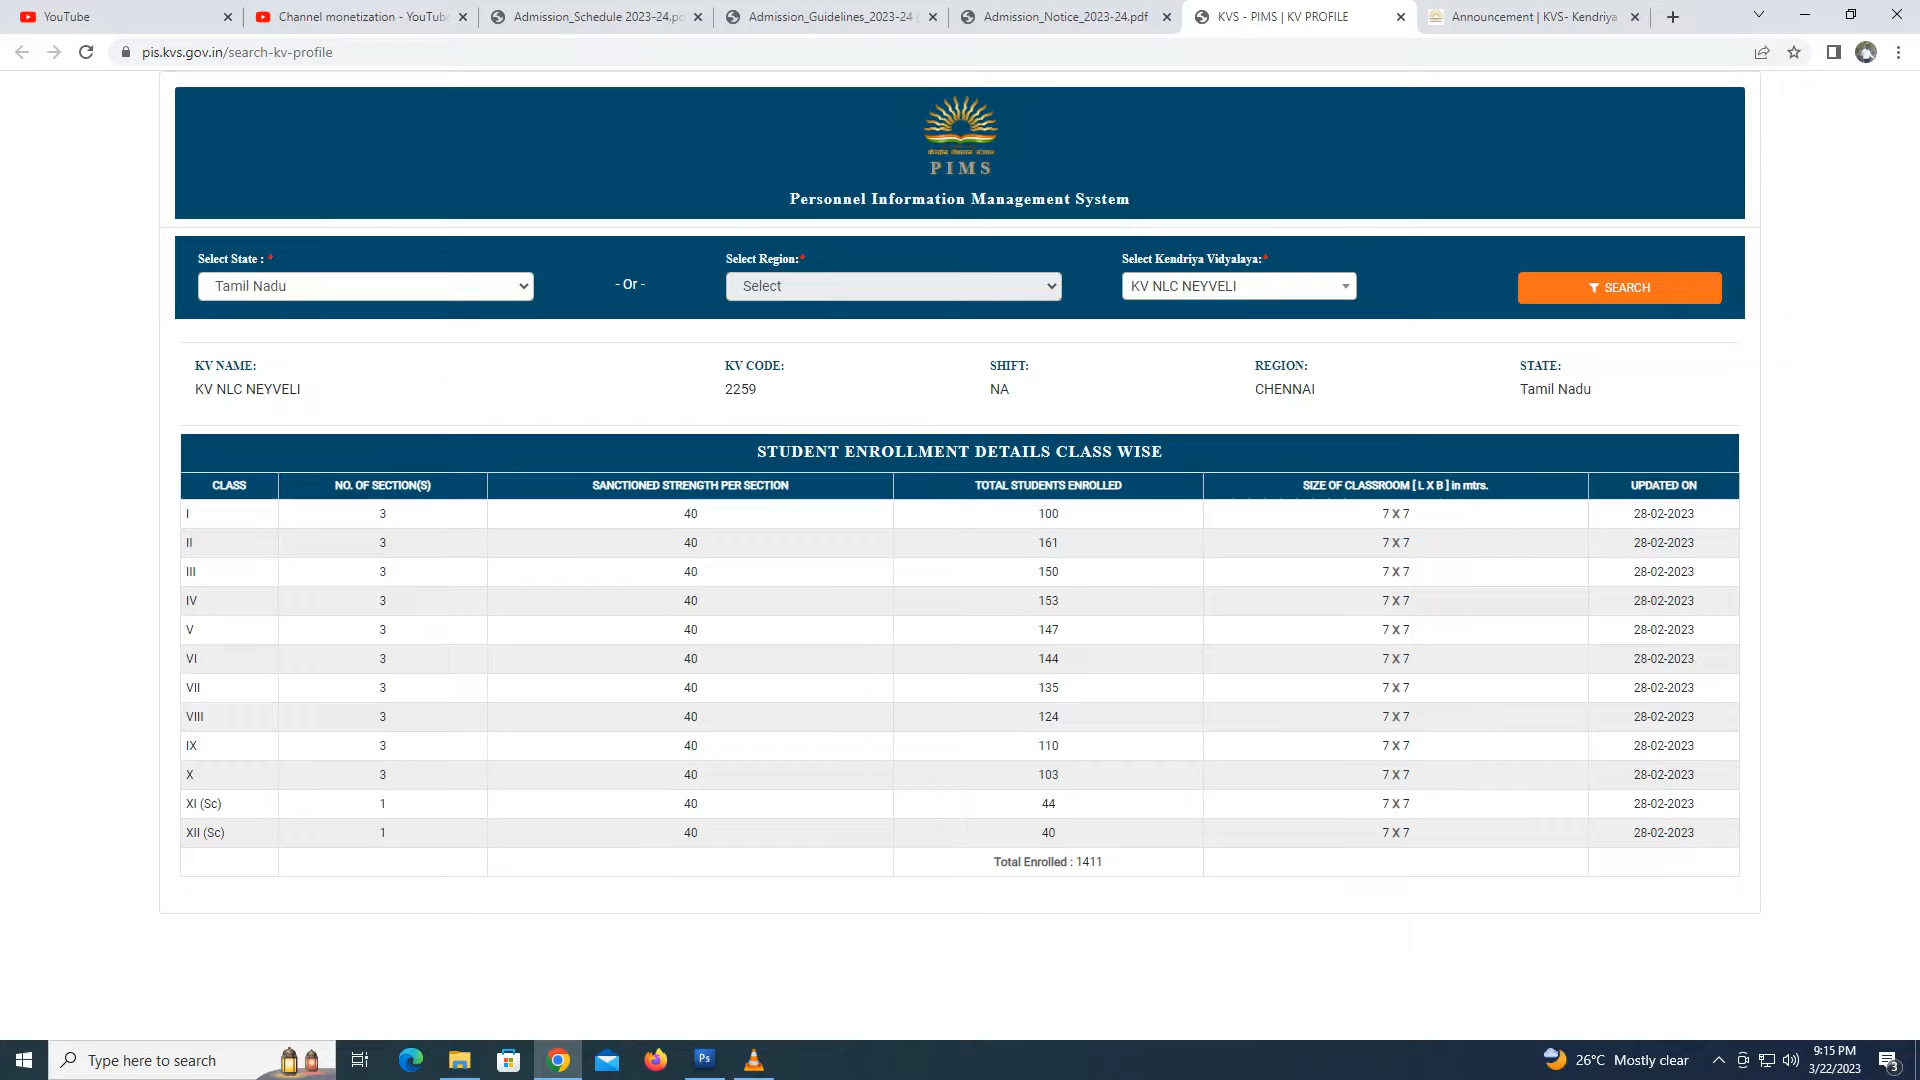 YouTube
Channel monetization - YouTube
Admission_Schedule 2023-24.pd
Admission_Guidelines_2023-24 (
Admission_Notice_2023-24.pdf
KVS - PIMS | KV PROFILE
Announcement | KVS- Kendriya
pis.kvs.gov.in/search-kv-profile
PIMS
Personnel Information Management System
Select State : *
Select Region:*
Select Kendriya Vidyalaya:*
Tamil Nadu
- Or -
Select
KV NLC NEYVELI
SEARCH
KV NAME: KV CODE: SHIFT: REGION: STATE:
KV NLC NEYVELI 2259 NA CHENNAI Tamil Nadu
STUDENT ENROLLMENT DETAILS CLASS WISE
CLASS NO. OF SECTION(S) SANCTIONED STRENGTH PER SECTION TOTAL STUDENTS ENROLLED SIZE OF CLASSROOM [ L X B ] in mtrs. UPDATED ON
I 3 40 100 7 X 7 28-02-2023
II 3 40 161 7 X 7 28-02-2023
III 3 40 150 7 X 7 28-02-2023
IV 3 40 153 7 X 7 28-02-2023
V 3 40 147 7 X 7 28-02-2023
VI 3 40 144 7 X 7 28-02-2023
VII 3 40 135 7 X 7 28-02-2023
VIII 3 40 124 7 X 7 28-02-2023
IX 3 40 110 7 X 7 28-02-2023
X 3 40 103 7 X 7 28-02-2023
XI (Sc) 1 40 44 7 X 7 28-02-2023
XII (Sc) 1 40 40 7 X 7 28-02-2023
Total Enrolled : 1411
Type here to search
Ps
26°C Mostly clear
9:15 PM
3/22/2023
3